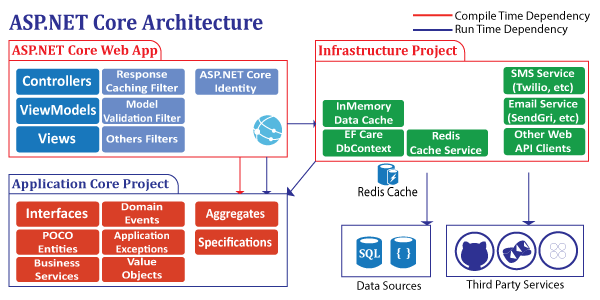 ASP.NET Core Architecture
Compile Time Dependency
Run Time Dependency
ASP.NET Core Web App
Controllers
ViewModels
Views
Response
Caching Filter
Model
Validation Filter
Others Filters
ASP.NET Core
Identity
Infrastructure Project
InMemory
Data Cache
EF Care
DbContext
Redis
Cache Service
SMS Service
(Twilio, etc)
Email Service
(SendGri, etc)
Other Web
API Clients
Redis Cache
Application Core Project
Interfaces
POCO
Entities
Business
Services
Domain
Events
Application
Exceptions
Value
Objects
Aggregates
Specifications
SQL
{ }
Data Sources
Third Party Services